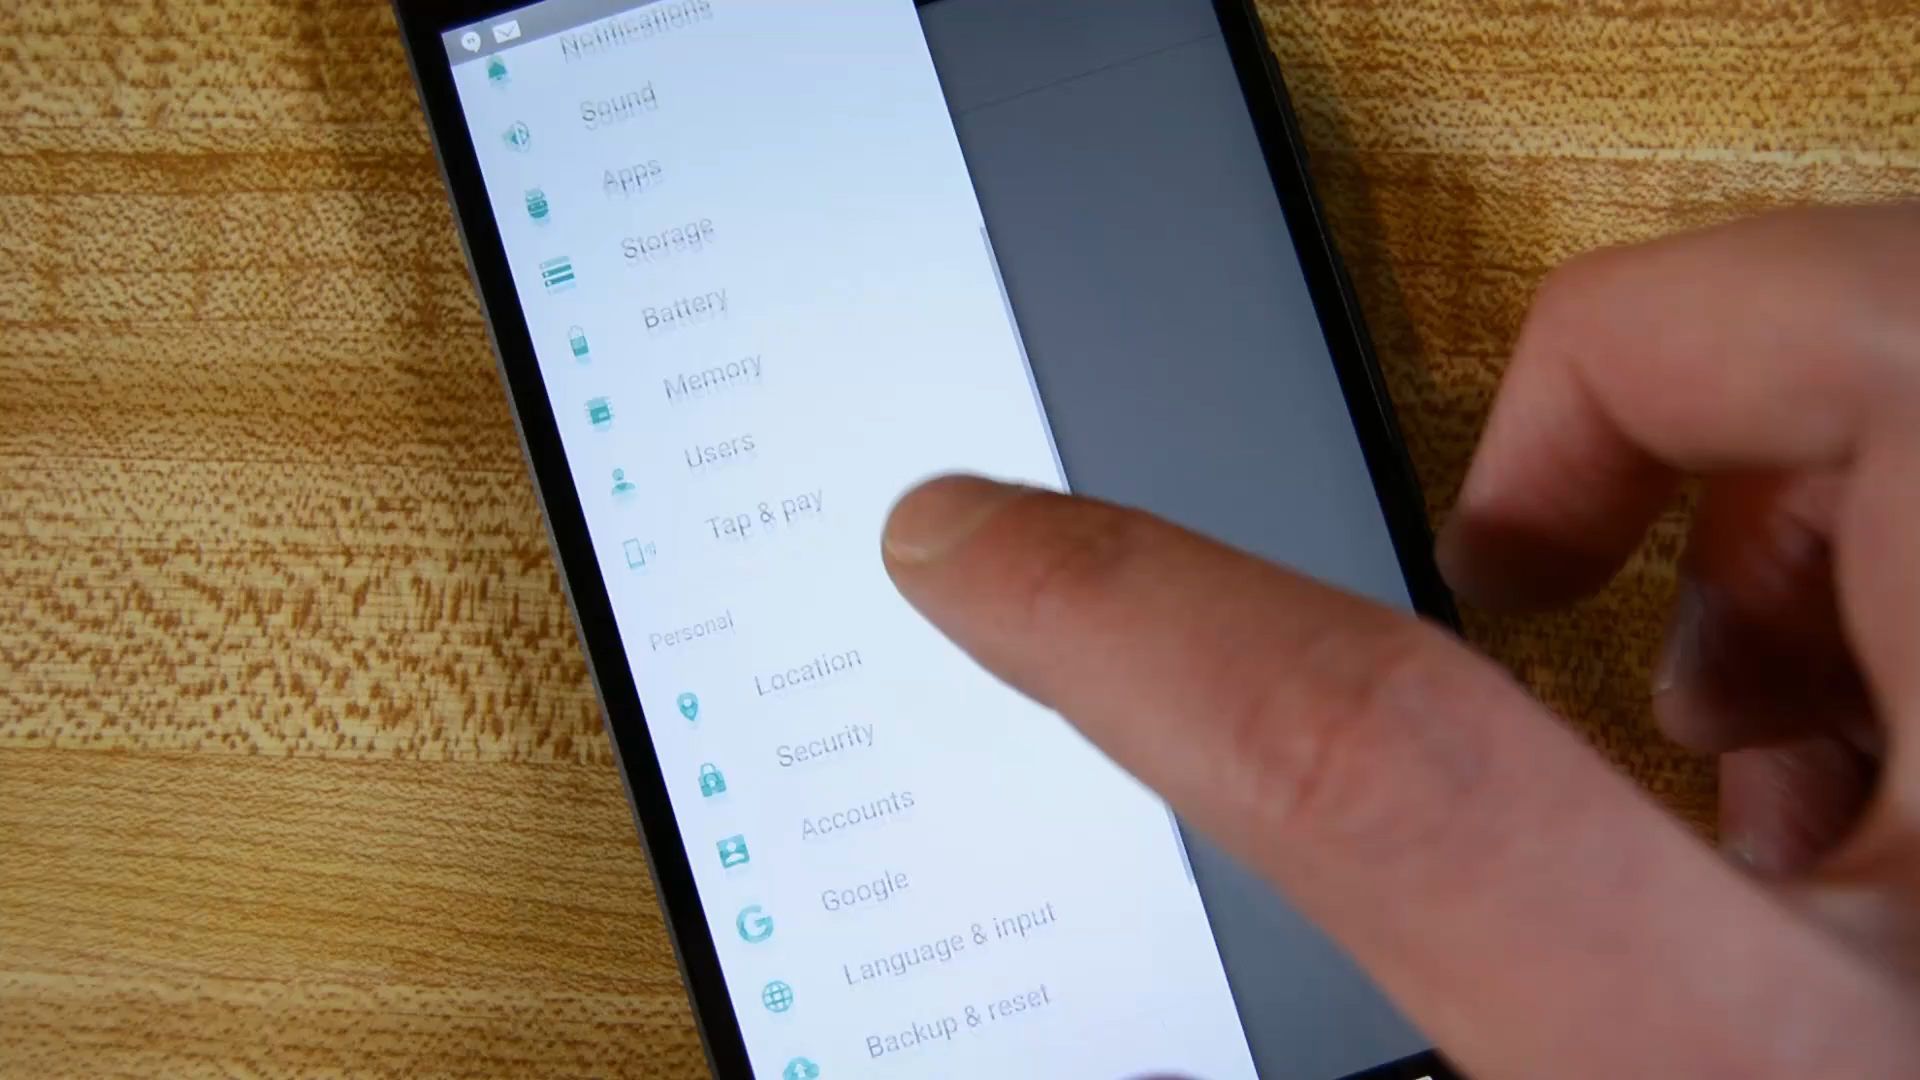 Notifications
Sound
Apps
Storage
Battery
Memory
Users
Tap & pay
Personal
Location
Security
Accounts
Google
Language & input
Backup & reset